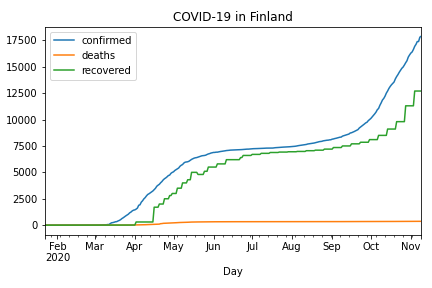 COVID-19 in Finland
confirmed
deaths
recovered
17500
15000
12500
10000
7500
5000
2500
0
Feb Mar Apr May Jun Jul Aug Sep Oct Nov
2020
Day